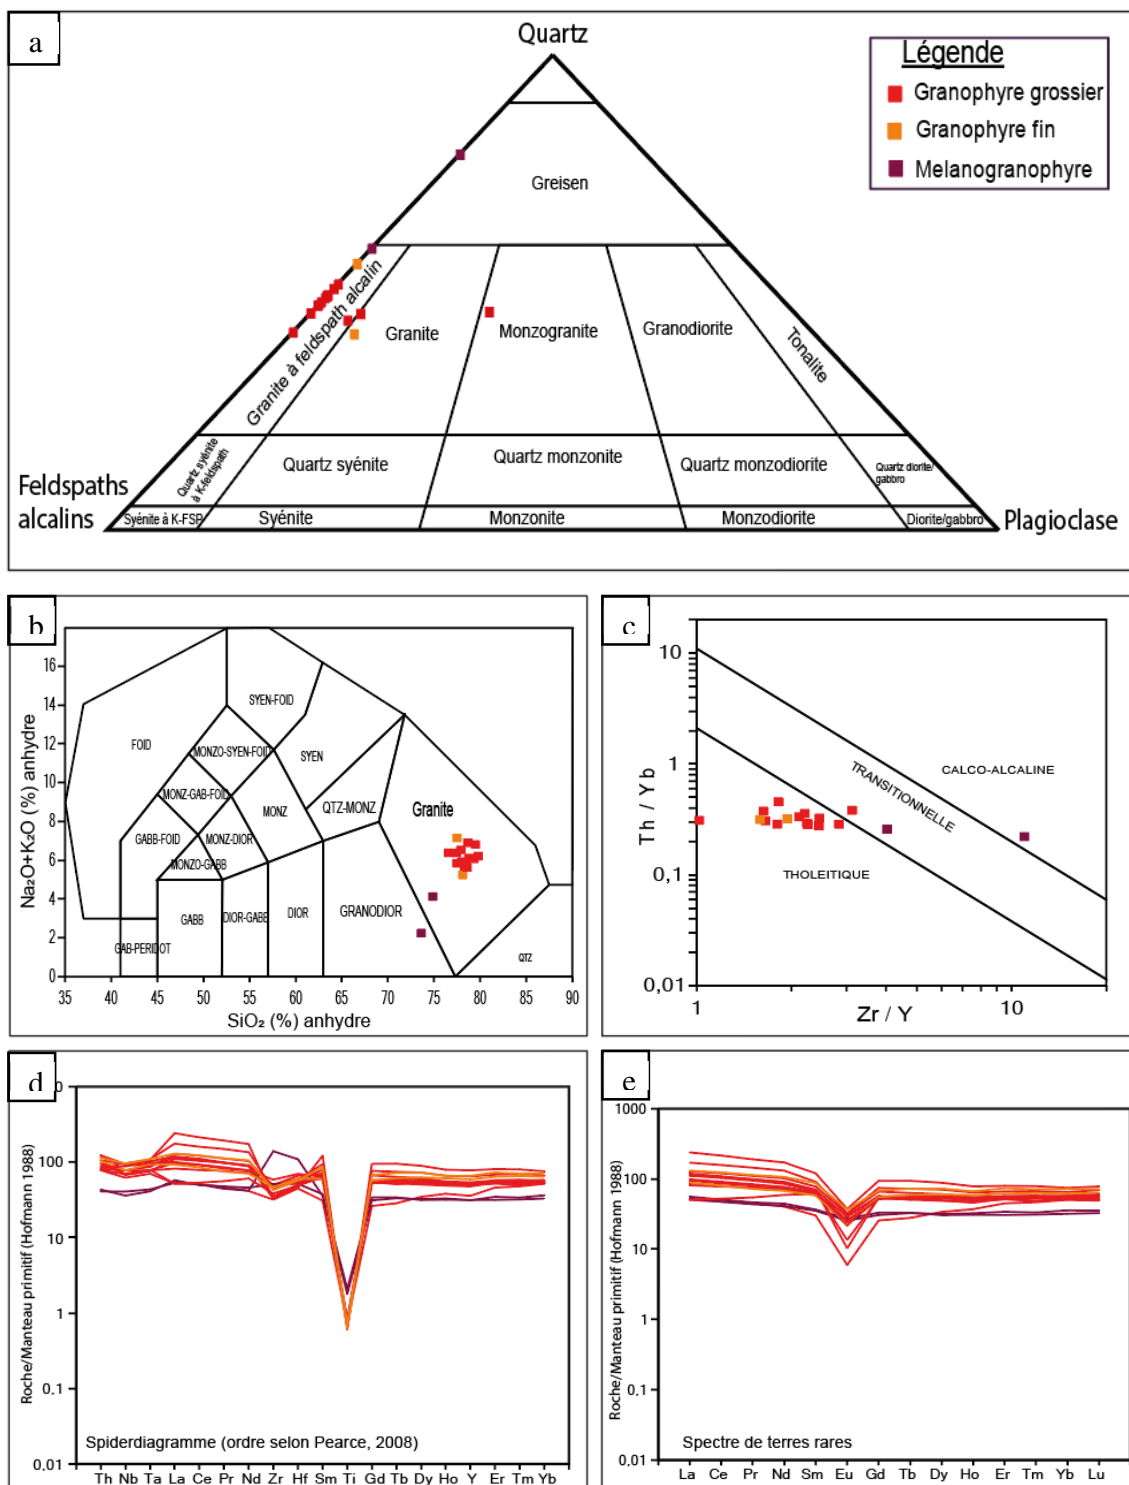 a
Quartz
Légende
Granophyre grossier
Granophyre fin
Melanogranophyre
Greisen
Granite à feldspath alcalin
Granite
Monzogranite
Granodiorite
Tonalite
Quartz syénite
à K-feldspath
Quartz syénite
Quartz monzonite
Quartz monzodiorite
Quartz diorite/
gabbro
Feldspaths
alcalins
Syénite à K-FSP
Syénite
Monzonite
Monzodiorite
Diorite/gabbro
Plagioclase
b
Na₂O+K₂O (%) anhydre
16
14
12
10
8
6
4
2
0
FOID
SYEN-FOID
MONZO-SYEN-FOID
SYEN
MONZ-GAB-FOID
MONZ
QTZ-MONZ
Granite
GABB-FOID
MONZ-DIOR
MONZO-GABB
GABB
DIOR-GABB
DIOR
GRANODIOR
GAB-PERIDOT
QTZ
35 40 45 50 55 60 65 70 75 80 85 90
SiO₂ (%) anhydre
c
Th / Yb
10
1
0,1
0,01
TRANSITIONNELLE
CALCO-ALCALINE
THOLEITIQUE
1 10
Zr / Y
d
Roche/Manteau primitif (Hofmann 1988)
0
100
10
1
0.1
0.01
Spiderdiagramme (ordre selon Pearce, 2008)
Th Nb Ta La Ce Pr Nd Zr Hf Sm Ti Gd Tb Dy Ho Y Er Tm Yb
e
Roche/Manteau primitif (Hofmann 1988)
1000
100
10
1
0,1
0,01
Spectre de terres rares
La Ce Pr Nd Sm Eu Gd Tb Dy Ho Er Tm Yb Lu